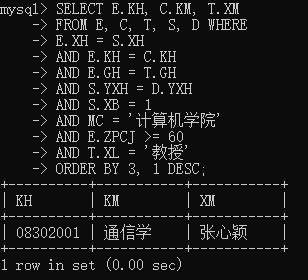 mysql> SELECT E.KH, C.KM, T.XM
    -> FROM E, C, T, S, D WHERE
    -> E.XH = S.XH
    -> AND E.KH = C.KH
    -> AND E.GH = T.GH
    -> AND S.YXH = D.YXH
    -> AND S.XB = 1
    -> AND MC = '计算机学院'
    -> AND E.ZPCJ >= 60
    -> AND T.XL = '教授'
    -> ORDER BY 3, 1 DESC;
+----------+--------+--------+
| KH       | KM     | XM     |
+----------+--------+--------+
| 08302001 | 通信学 | 张心颖 |
+----------+--------+--------+
1 row in set (0.00 sec)